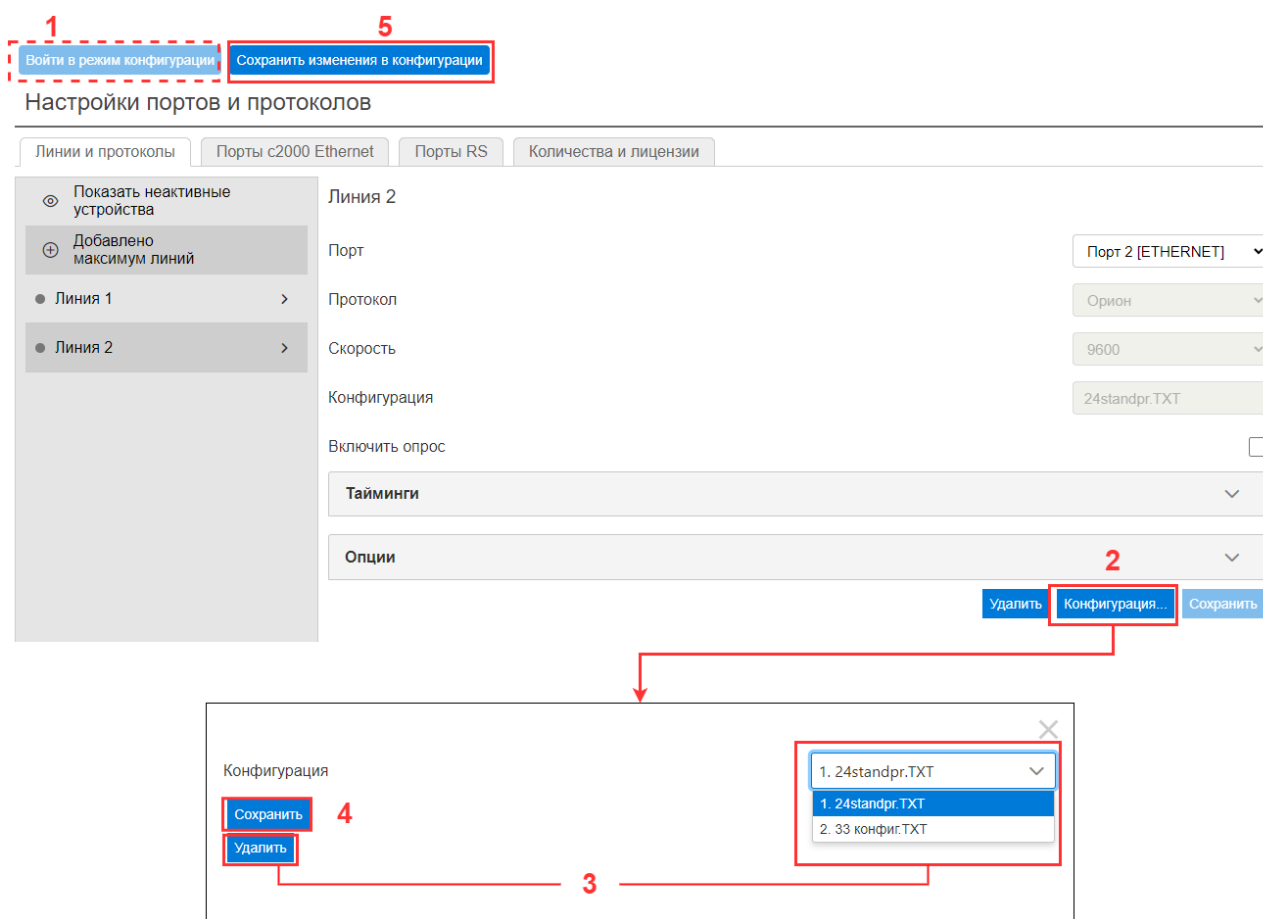 1
5
Войти в режим конфигурации
Сохранить изменения в конфигурации
Настройки портов и протоколов
Линии и протоколы
Порты с2000 Ethernet
Порты RS
Количества и лицензии
Показать неактивные
устройства
Добавлено
максимум линий
Линия 1
Линия 2
Линия 2
Порт
Порт 2 [ETHERNET]
Протокол
Орион
Скорость
9600
Конфигурация
24standpr.TXT
Включить опрос
Тайминги
Опции
2
Удалить
Конфигурация...
Сохранить
Конфигурация
1. 24standpr.TXT
1. 24standpr.TXT
2. 33 конфиг.TXT
Сохранить
4
Удалить
3